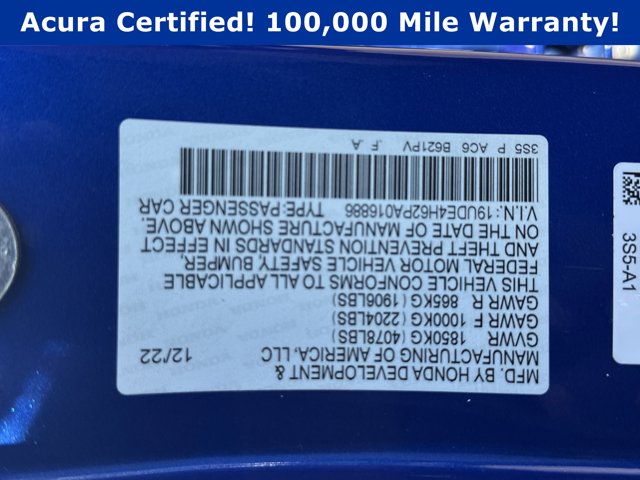 Acura Certified! 100,000 Mile Warranty!
MFD. BY HONDA DEVELOPMENT &
MANUFACTURING OF AMERICA, LLC 12/22
GVWR 1850KG (4078LBS)
GAWR F 1000KG (2204LBS)
GAWR R 865KG (1906LBS)
THIS VEHICLE CONFORMS TO ALL APPLICABLE
FEDERAL MOTOR VEHICLE SAFETY, BUMPER,
AND THEFT PREVENTION STANDARDS IN EFFECT
ON THE DATE OF MANUFACTURE SHOWN ABOVE.
V.I.N.: 19UDE4H62PA016886 TYPE: PASSENGER CAR
3S5 P AC6 B621PV F A
3S5-A1